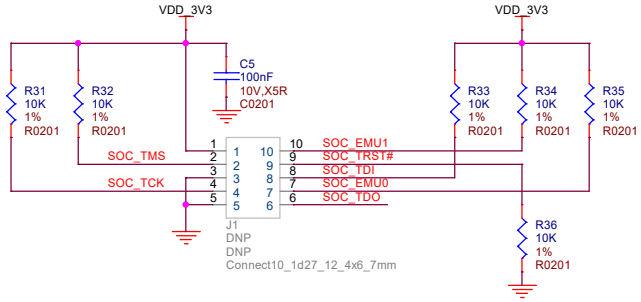 VDD_3V3
VDD_3V3
R31
10K
1%
R0201
R32
10K
1%
R0201
C5
100nF
10V,X5R
C0201
R33
10K
1%
R0201
R34
10K
1%
R0201
R35
10K
1%
R0201
1 1 10 10 SOC_EMU1
SOC_TMS 2 2 9 9 SOC_TRST#
3 3 8 8 SOC_TDI
SOC_TCK 4 4 7 7 SOC_EMU0
5 5 6 6 SOC_TDO
J1
DNP
DNP
Connect10_1d27_12_4x6_7mm
R36
10K
1%
R0201